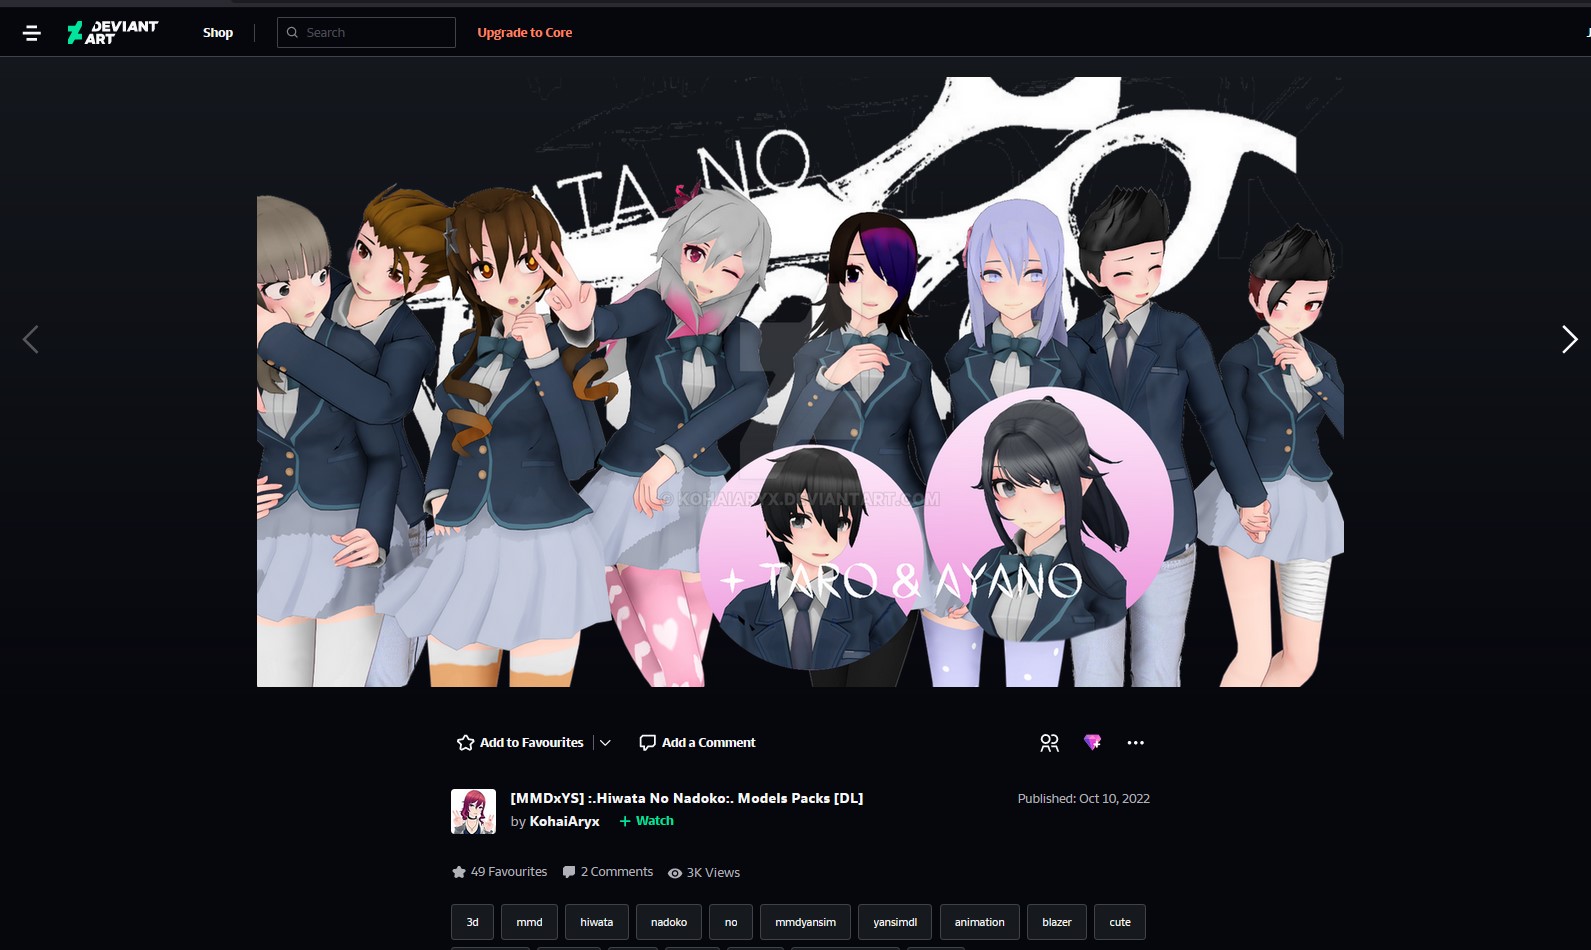 DEVIANT
ART
Shop
Search
Upgrade to Core
ATA NO
© KOHAIARYX.DEVIANTART.COM
+ TARO & AYANO
Add to Favourites
Add a Comment
[MMDxYS] :.Hiwata No Nadoko:. Models Packs [DL]
Published: Oct 10, 2022
by KohaiAryx + Watch
49 Favourites 2 Comments 3K Views
3d mmd hiwata nadoko no mmdyansim yansimdl animation blazer cute